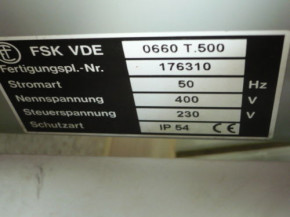 FSK VDE 0660 T.500
Fertigungspl.-Nr. 176310
Stromart 50 Hz
Nennspannung 400 V
Steuerspannung 230 V
Schutzart IP 54 CE